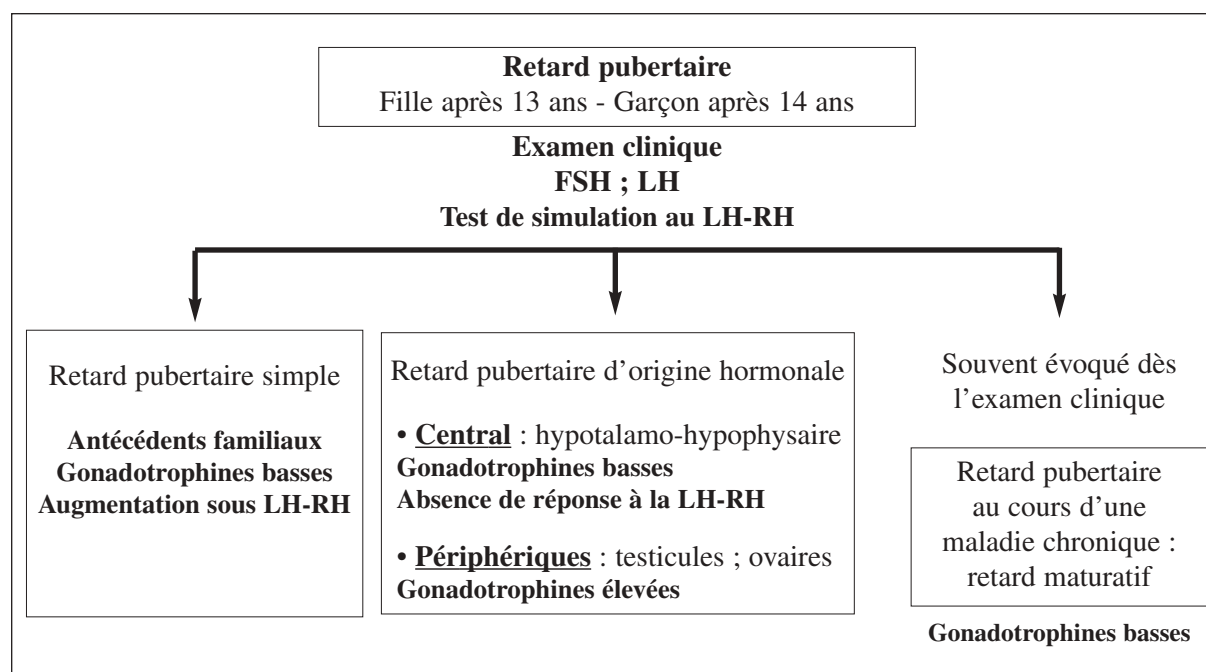 Retard pubertaire
Fille après 13 ans - Garçon après 14 ans
Examen clinique
FSH ; LH
Test de simulation au LH-RH
Retard pubertaire simple
Antécédents familiaux
Gonadotrophines basses
Augmentation sous LH-RH
Retard pubertaire d’origine hormonale
• Central : hypotalamo-hypophysaire
Gonadotrophines basses
Absence de réponse à la LH-RH
• Périphériques : testicules ; ovaires
Gonadotrophines élevées
Souvent évoqué dès
l’examen clinique
Retard pubertaire
au cours d’une
maladie chronique :
retard maturatif
Gonadotrophines basses